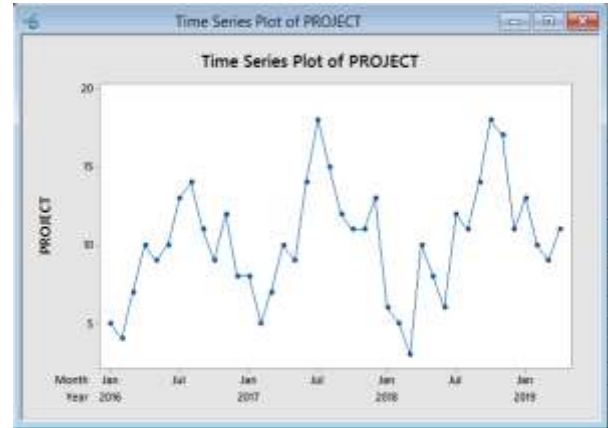 Time Series Plot of PROJECT
Time Series Plot of PROJECT
20
15
10
5
PROJECT
Month Jan Jul Jan Jul Jan Jul Jan
Year 2016 2017 2018 2019